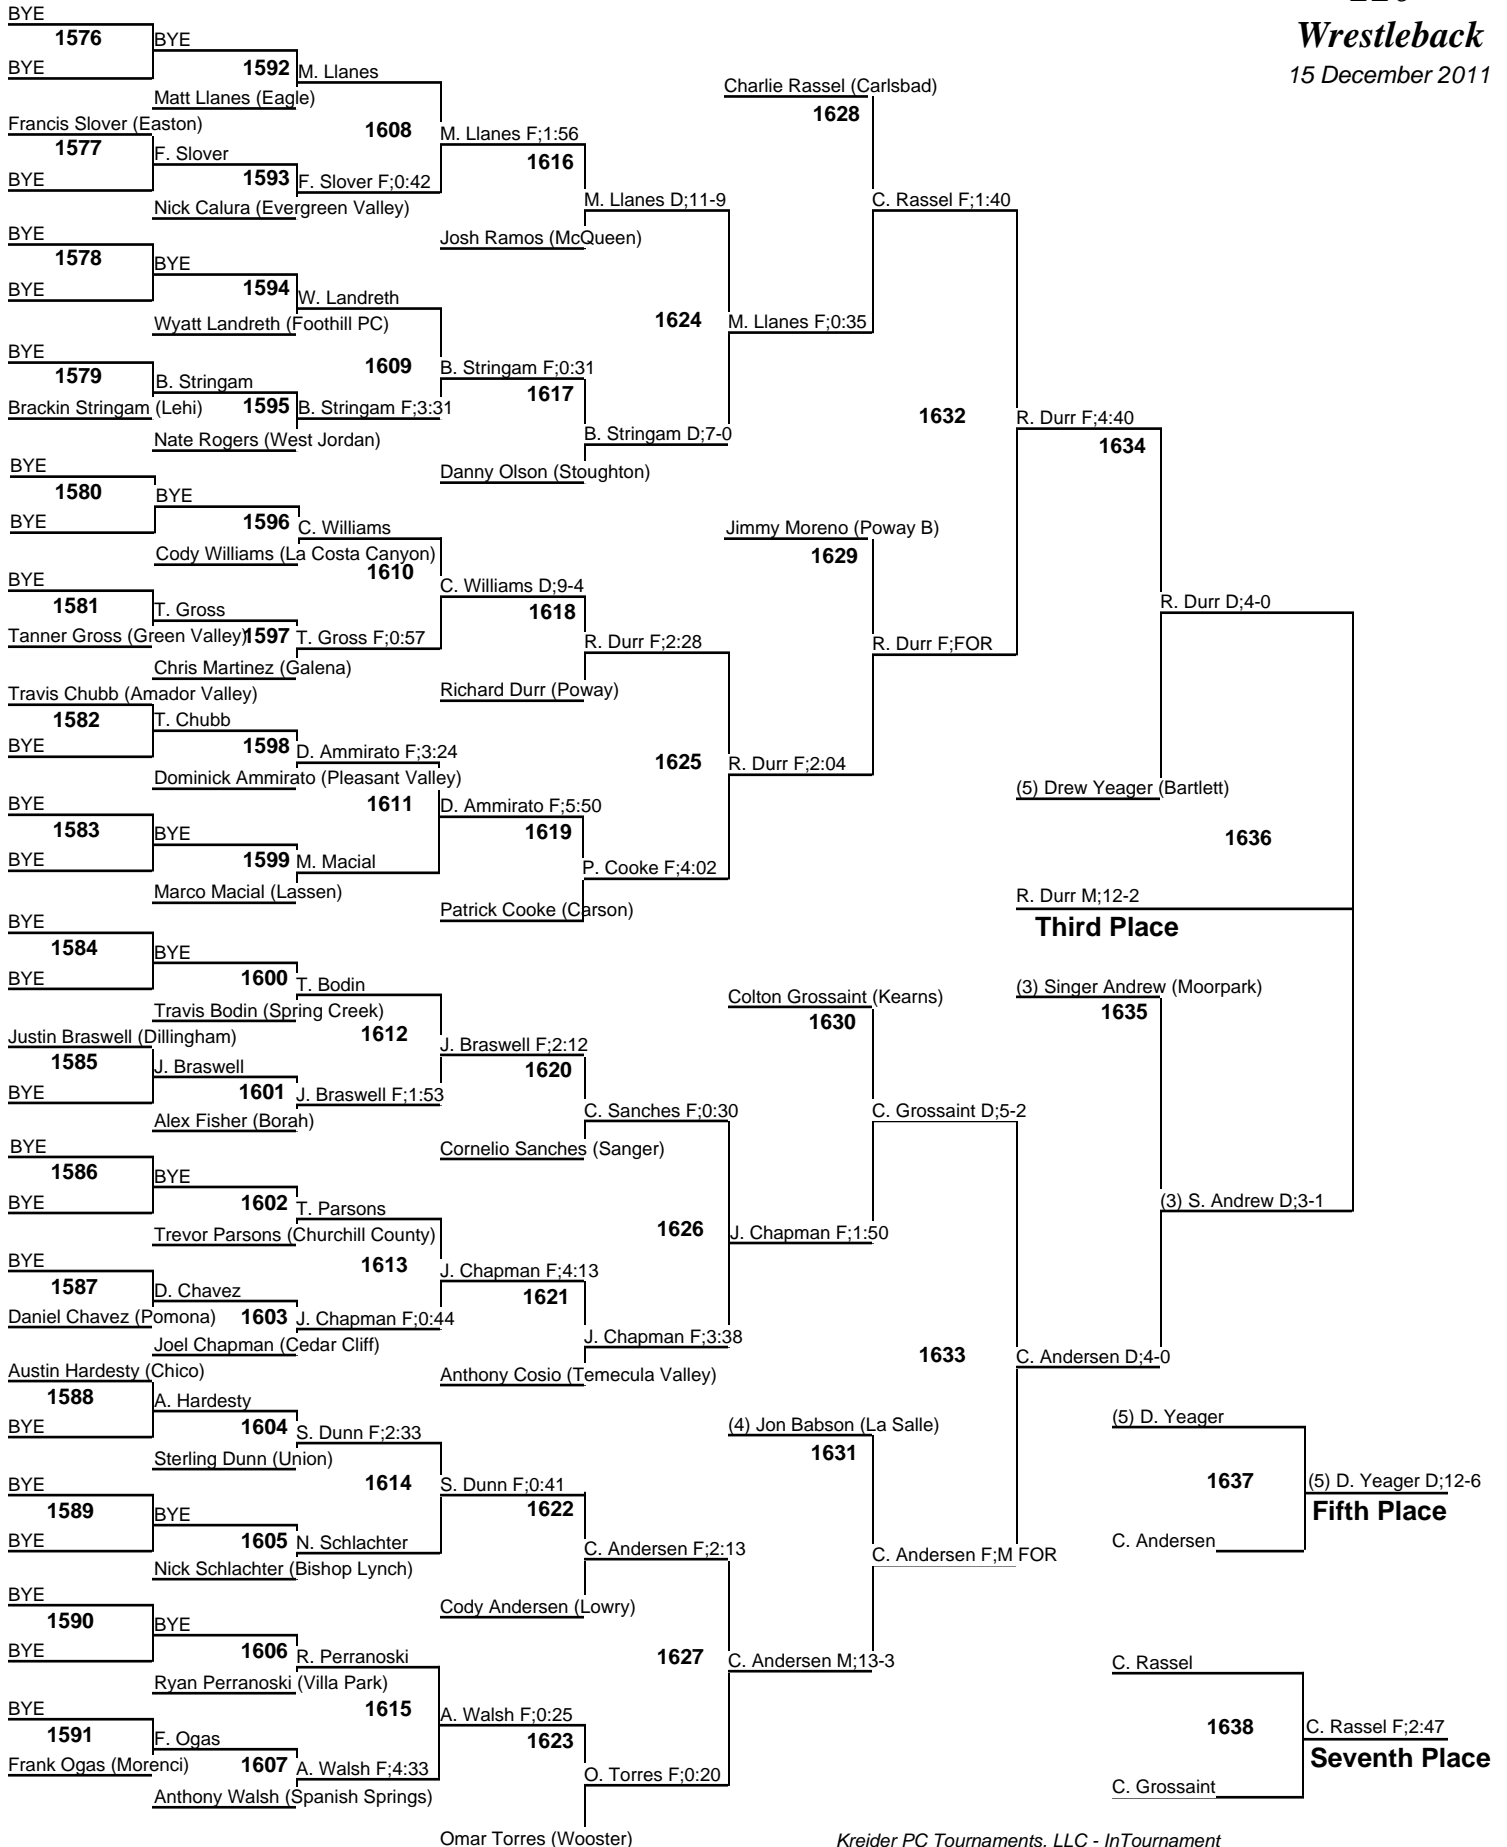 Wrestleback
15 December 2011
BYE
1576
BYE
BYE
1592
M. Llanes
Matt Llanes (Eagle)
Francis Slover (Easton)
1577
F. Slover
BYE
1593
F. Slover F;0:42
Nick Calura (Evergreen Valley)
1608
M. Llanes F;1:56
1616
M. Llanes D;11-9
Josh Ramos (McQueen)
BYE
1578
BYE
BYE
1594
W. Landreth
Wyatt Landreth (Foothill PC)
BYE
1579
B. Stringam
Brackin Stringam (Lehi)
1595
B. Stringam F;3:31
Nate Rogers (West Jordan)
1609
B. Stringam F;0:31
1617
B. Stringam D;7-0
Danny Olson (Stoughton)
1624
M. Llanes F;0:35
Charlie Rassel (Carlsbad)
1628
C. Rassel F;1:40
BYE
1580
BYE
BYE
1596
C. Williams
Cody Williams (La Costa Canyon)
1610
BYE
1581
T. Gross
Tanner Gross (Green Valley)
1597
T. Gross F;0:57
Chris Martinez (Galena)
C. Williams D;9-4
1618
R. Durr F;2:28
Richard Durr (Poway)
Travis Chubb (Amador Valley)
1582
T. Chubb
BYE
1598
D. Ammirato F;3:24
Dominick Ammirato (Pleasant Valley)
1611
BYE
1583
BYE
BYE
1599
M. Macial
Marco Macial (Lassen)
D. Ammirato F;5:50
1619
P. Cooke F;4:02
Patrick Cooke (Carson)
1625
R. Durr F;2:04
Jimmy Moreno (Poway B)
1629
R. Durr F;FOR
1632
R. Durr F;4:40
1634
R. Durr D;4-0
(5) Drew Yeager (Bartlett)
1636
R. Durr M;12-2
Third Place
BYE
1584
BYE
BYE
1600
T. Bodin
Travis Bodin (Spring Creek)
Justin Braswell (Dillingham)
1612
1585
J. Braswell
BYE
1601
J. Braswell F;1:53
Alex Fisher (Borah)
J. Braswell F;2:12
1620
C. Sanches F;0:30
Cornelio Sanches (Sanger)
BYE
1586
BYE
BYE
1602
T. Parsons
Trevor Parsons (Churchill County)
BYE
1613
1587
D. Chavez
Daniel Chavez (Pomona)
1603
J. Chapman F;0:44
Joel Chapman (Cedar Cliff)
J. Chapman F;4:13
1621
J. Chapman F;3:38
Anthony Cosio (Temecula Valley)
1626
J. Chapman F;1:50
Colton Grossaint (Kearns)
1630
C. Grossaint D;5-2
(3) Singer Andrew (Moorpark)
1635
(3) S. Andrew D;3-1
Austin Hardesty (Chico)
1588
A. Hardesty
BYE
1604
S. Dunn F;2:33
Sterling Dunn (Union)
1614
BYE
1589
BYE
BYE
1605
N. Schlachter
Nick Schlachter (Bishop Lynch)
S. Dunn F;0:41
1622
C. Andersen F;2:13
Cody Andersen (Lowry)
BYE
1590
BYE
BYE
1606
R. Perranoski
Ryan Perranoski (Villa Park)
1615
BYE
1591
F. Ogas
Frank Ogas (Morenci)
1607
A. Walsh F;4:33
Anthony Walsh (Spanish Springs)
A. Walsh F;0:25
1623
O. Torres F;0:20
Omar Torres (Wooster)
1627
C. Andersen M;13-3
(4) Jon Babson (La Salle)
1631
C. Andersen F;M FOR
1633
C. Andersen D;4-0
(5) D. Yeager
1637
(5) D. Yeager D;12-6
Fifth Place
C. Andersen
C. Rassel
1638
C. Rassel F;2:47
Seventh Place
C. Grossaint
Kreider PC Tournaments, LLC - InTournament